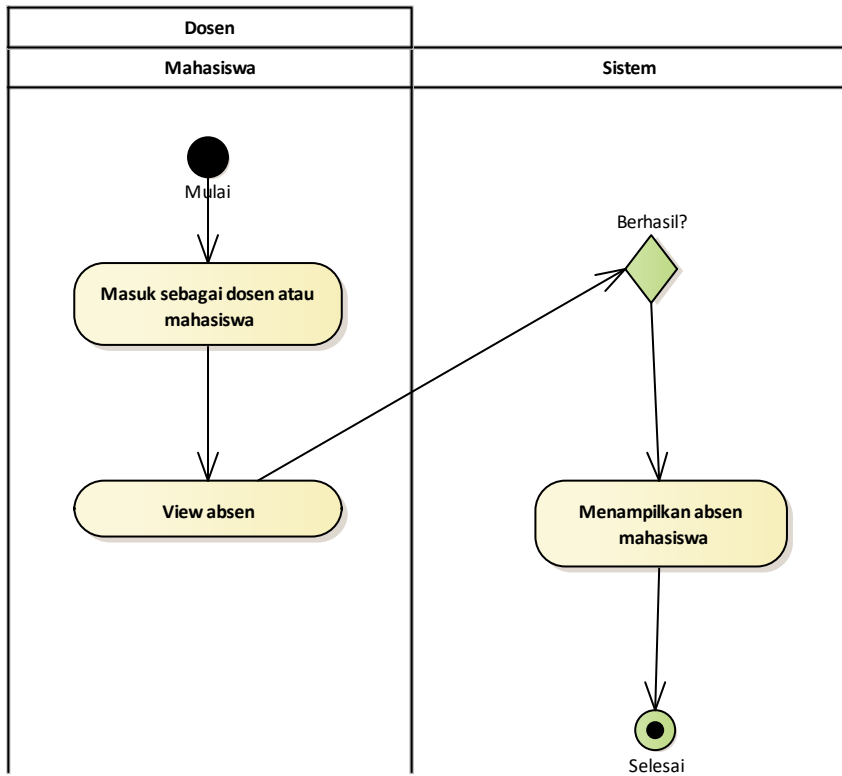 Dosen
Mahasiswa
Sistem
Mulai
Berhasil?
Masuk sebagai dosen atau
mahasiswa
View absen
Menampilkan absen
mahasiswa
Selesai